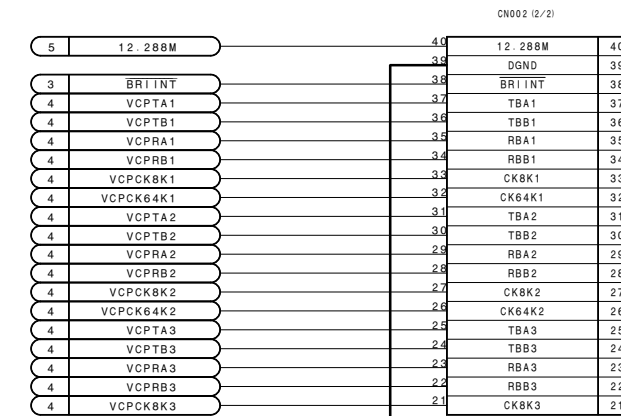 CN002 (2/2)
5 12.288M 40 12.288M 40
39 DGND 39
3 BRIINT 38 BRIINT 38
4 VCPTA1 37 TBA1 37
4 VCPTB1 36 TBB1 36
4 VCPRA1 35 RBA1 35
4 VCPRB1 34 RBB1 34
4 VCPCK8K1 33 CK8K1 33
4 VCPCK64K1 32 CK64K1 32
4 VCPTA2 31 TBA2 31
4 VCPTB2 30 TBB2 30
4 VCPRA2 29 RBA2 29
4 VCPRB2 28 RBB2 28
4 VCPCK8K2 27 CK8K2 27
4 VCPCK64K2 26 CK64K2 26
4 VCPTA3 25 TBA3 25
4 VCPTB3 24 TBB3 24
4 VCPRA3 23 RBA3 23
4 VCPRB3 22 RBB3 22
4 VCPCK8K3 21 CK8K3 21